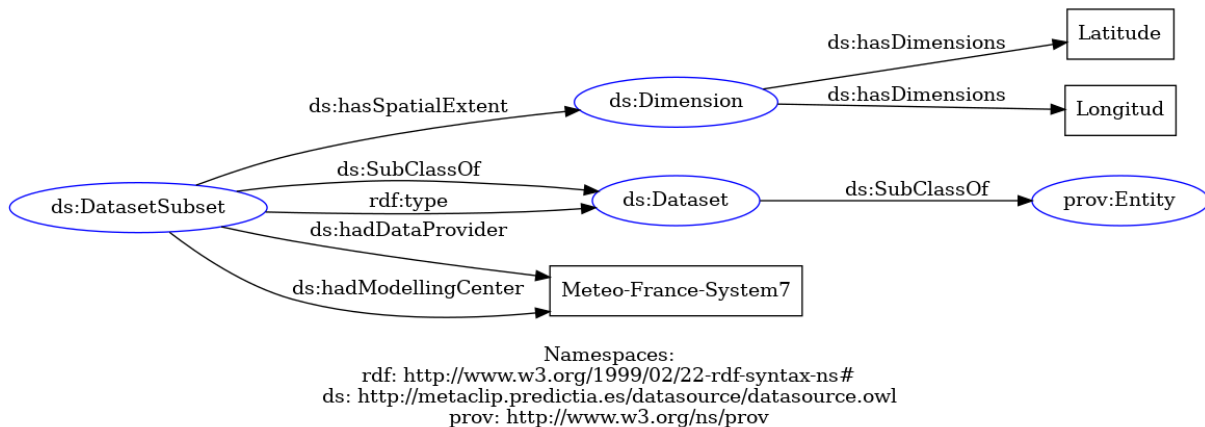 ds:hasDimensions
Latitude
ds:hasSpatialExtent
ds:Dimension
ds:hasDimensions
Longitud
ds:SubClassOf
ds:DatasetSubset
rdf:type
ds:Dataset
ds:SubClassOf
prov:Entity
ds:hadDataProvider
ds:hadModellingCenter
Meteo-France-System7
Namespaces:
rdf: http://www.w3.org/1999/02/22-rdf-syntax-ns#
ds: http://metaclip.predictia.es/datasource/datasource.owl
prov: http://www.w3.org/ns/prov